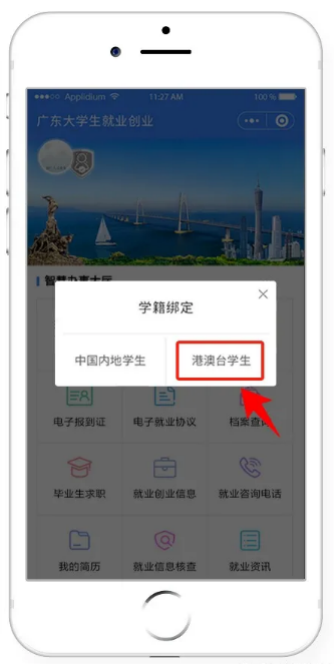 Applidium 11:27 AM 100%
广东大学生就业创业
智慧办事大厅
学籍绑定
中国内地学生 港澳台学生
电子报到证 电子就业协议 档案查询
毕业生求职 就业创业信息 就业咨询电话
我的简历 就业信息核查 就业资讯